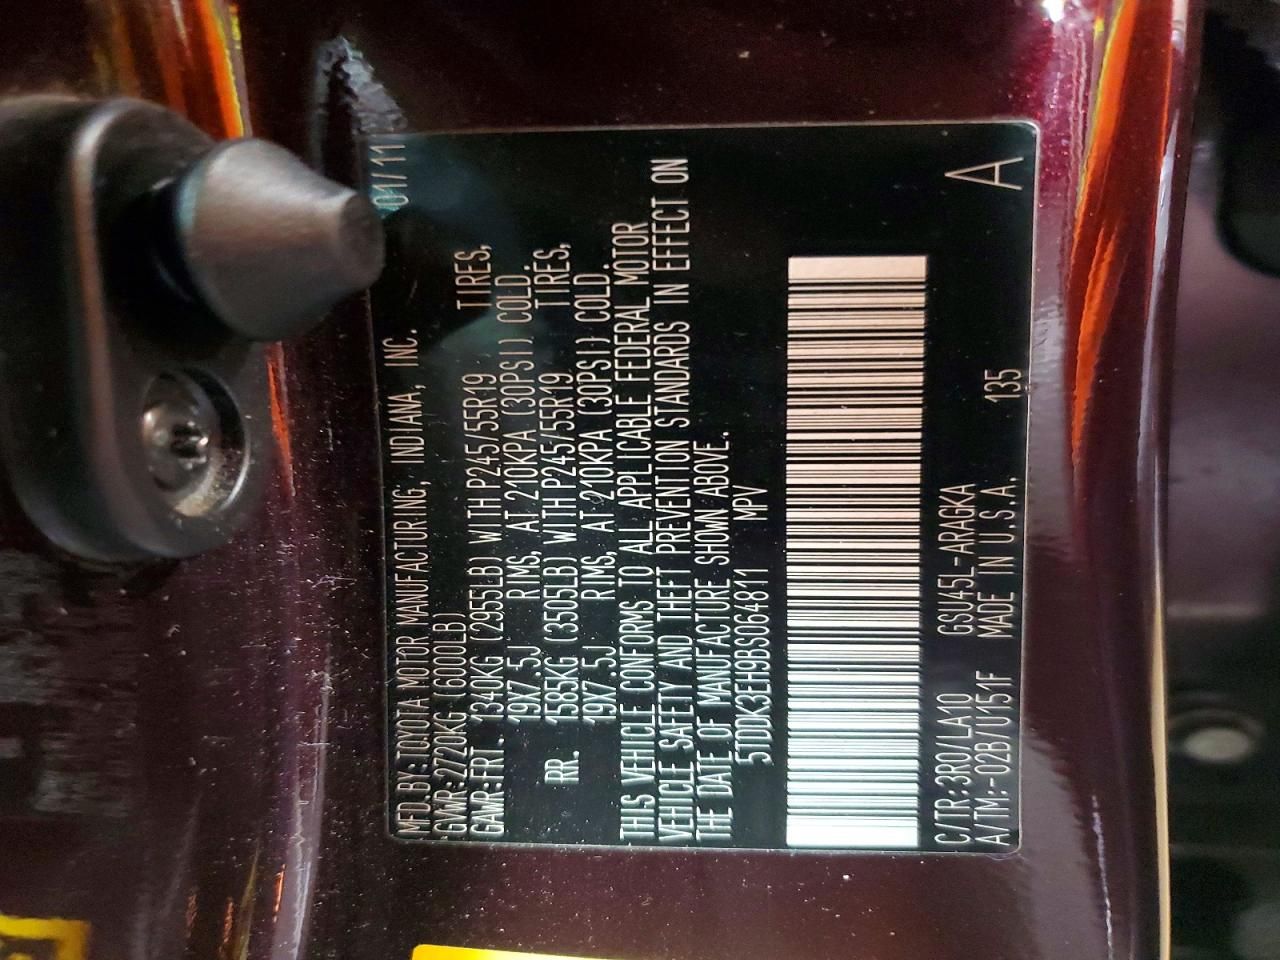 MFD.BY:TOYOTA MOTOR MANUFACTURING, INDIANA, INC. 01/11
GVWR:2720KG (6000LB)
GAWR:FRT. 1340KG (2955LB) WITH P245/55R19 TIRES,
19X7.5J RIMS, AT 210KPA (30PSI) COLD.
RR. 1585KG (3505LB) WITH P245/55R19 TIRES,
19X7.5J RIMS, AT 210KPA (30PSI) COLD.
THIS VEHICLE CONFORMS TO ALL APPLICABLE FEDERAL MOTOR
VEHICLE SAFETY AND THEFT PREVENTION STANDARDS IN EFFECT ON
THE DATE OF MANUFACTURE SHOWN ABOVE.
5TDDK3EH9BS064811 MPV
C/TR:3R0/LA10 GSU45L-ARAGKA
A/TM:-02B/U151F MADE IN U.S.A. 135 A